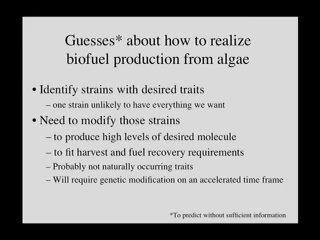 Guesses* about how to realize
biofuel production from algae
• Identify strains with desired traits
– one strain unlikely to have everything we want
• Need to modify those strains
– to produce high levels of desired molecule
– to fit harvest and fuel recovery requirements
– Probably not naturally occurring traits
– Will require genetic modification on an accelerated time frame
*To predict without sufficient information